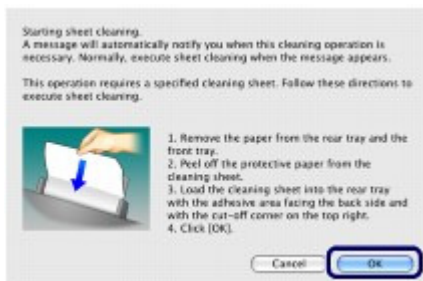 Starting sheet cleaning.
A message will automatically notify you when this cleaning operation is
necessary. Normally, execute sheet cleaning when the message appears.
This operation requires a specified cleaning sheet. Follow these directions to
execute sheet cleaning.
1. Remove the paper from the rear tray and the
front tray.
2. Peel off the protective paper from the
cleaning sheet.
3. Load the cleaning sheet into the rear tray
with the adhesive area facing the back side and
with the cut-off corner on the top right.
4. Click [OK].
Cancel OK